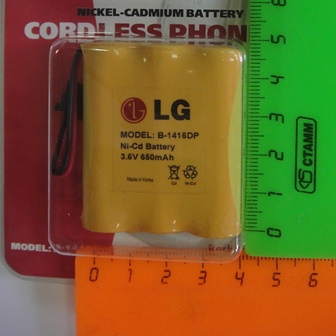 NICKEL-CADMIUM BATTERY
CORDLESS PHON
LG
MODEL: B-1416DP
Ni-Cd Battery
3.6V 650mAh
Made in Korea
Cd Ni-Cd
MODEL:
0 1 2 3 4 5 6
СТАММ